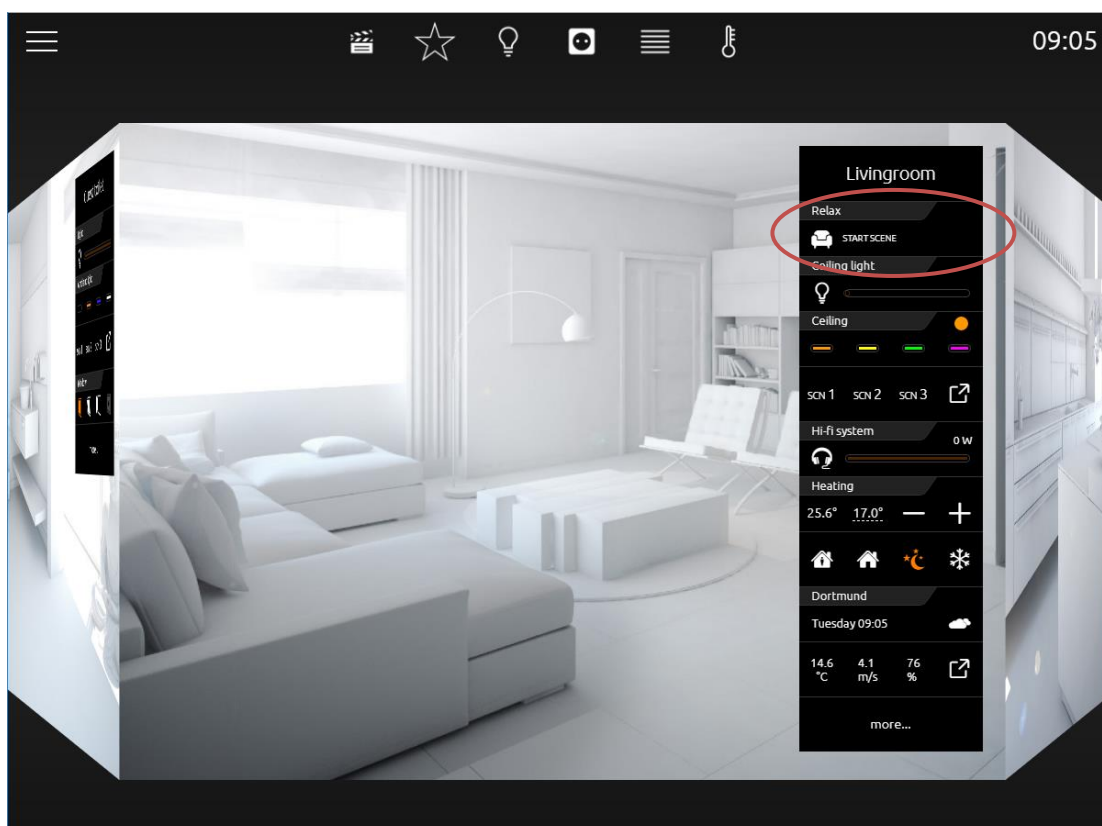 09:05
Livingroom
Relax
START SCENE
Ceiling light
Ceiling
SCN 1 SCN 2 SCN 3
Hi-fi system
0 W
Heating
25.6° 17.0°
Dortmund
Tuesday 09:05
14.6 °C 4.1 m/s 76 %
more...